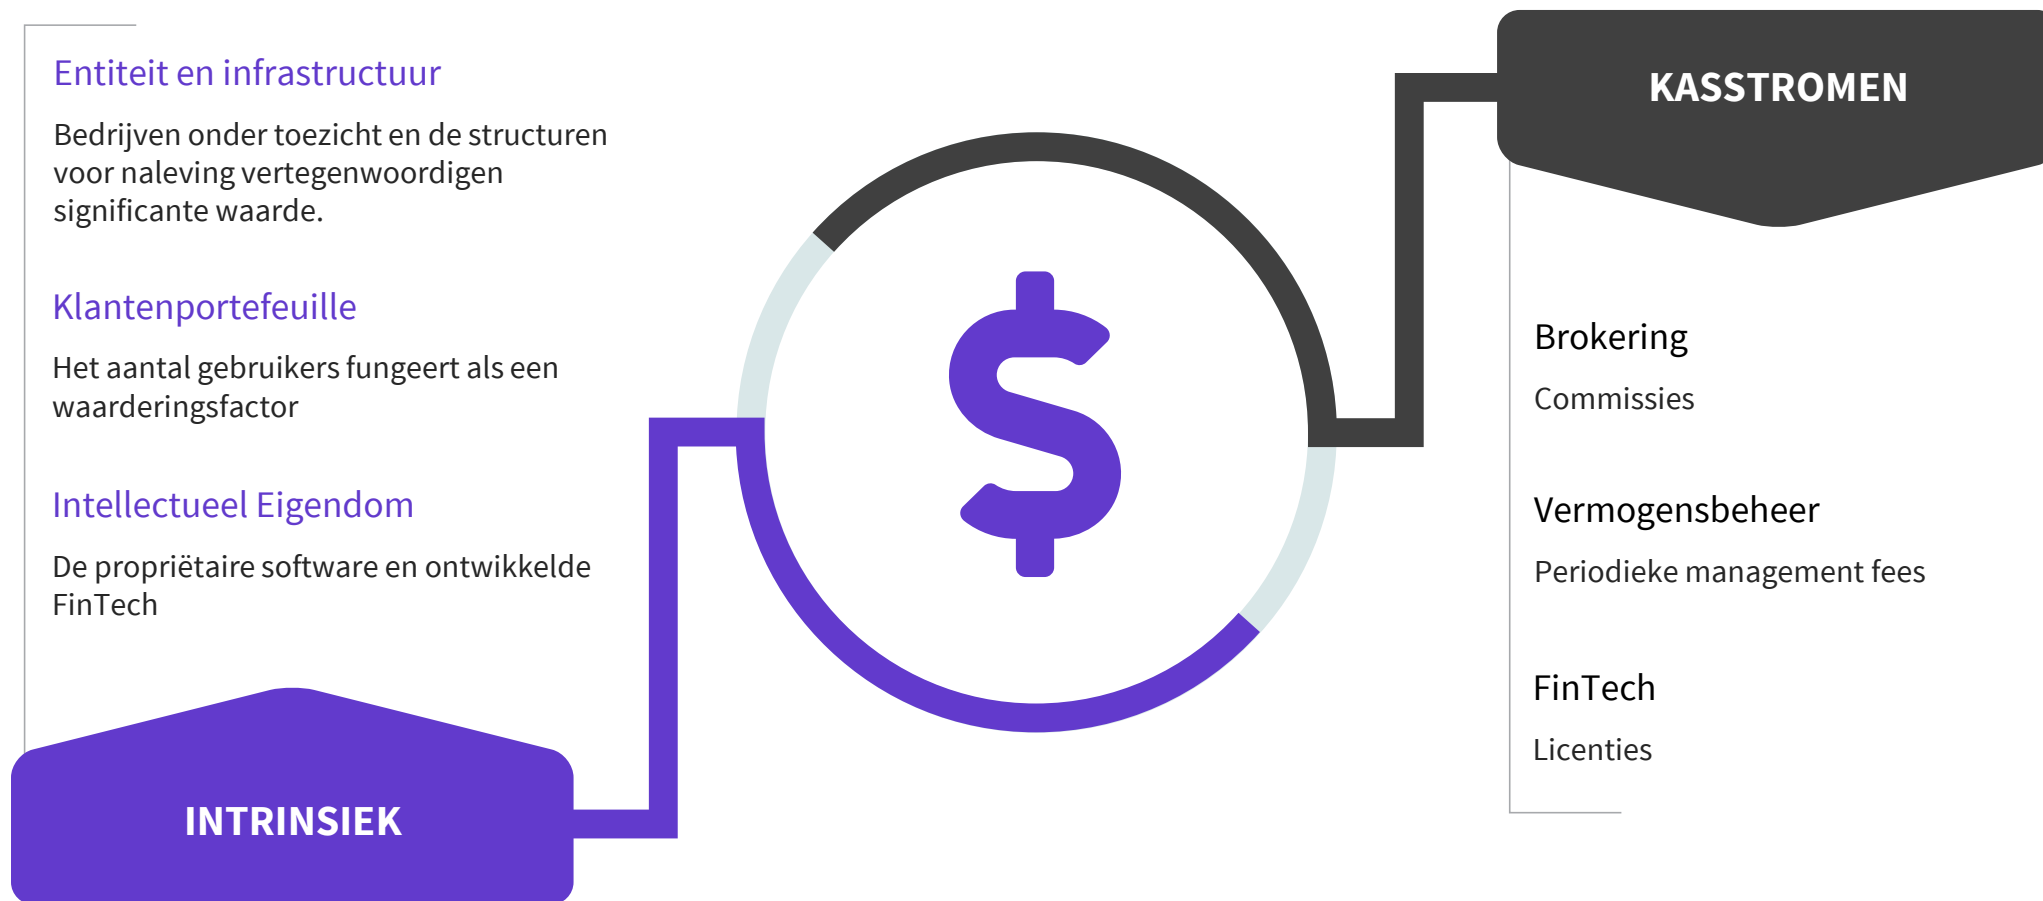 Entiteit en infrastructuur
Bedrijven onder toezicht en de structuren
voor naleving vertegenwoordigen
significante waarde.
Klantenportefeuille
Het aantal gebruikers fungeert als een
waarderingsfactor
Intellectueel Eigendom
De propriëtaire software en ontwikkelde
FinTech
INTRINSIEK
$
KASSTROMEN
Brokering
Commissies
Vermogensbeheer
Periodieke management fees
FinTech
Licenties